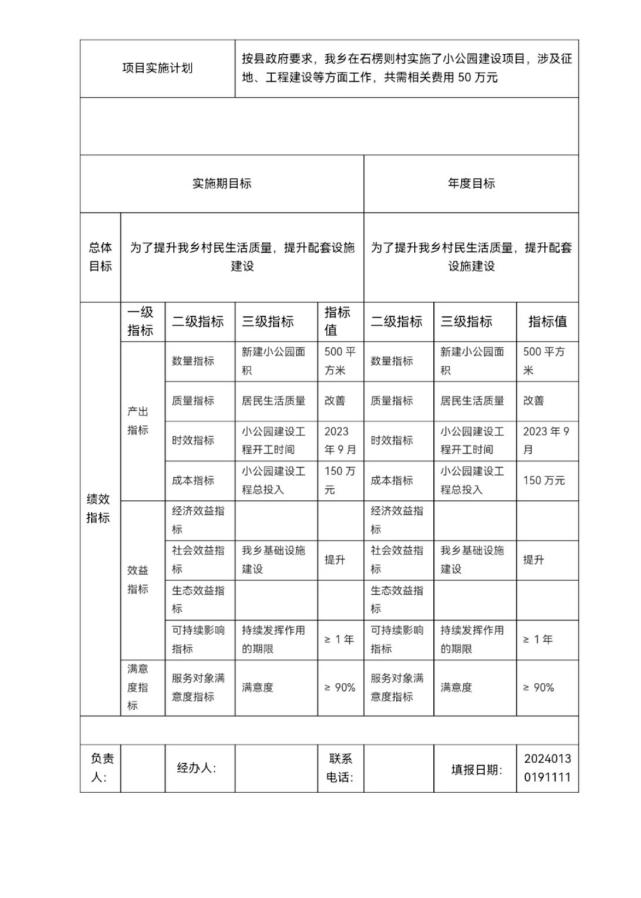 项目实施计划
按县政府要求，我乡在石楞则村实施了小公园建设项目，涉及征
地、工程建设等方面工作，共需相关费用 50 万元
实施期目标
年度目标
总体
目标
为了提升我乡村民生活质量，提升配套设施
建设
为了提升我乡村民生活质量，提升配套
设施建设
绩效
指标
一级
指标
二级指标
三级指标
指标
值
二级指标
三级指标
指标值
产出
指标
数量指标
新建小公园面
积
500 平
方米
数量指标
新建小公园面
积
500 平方
米
质量指标
居民生活质量
改善
质量指标
居民生活质量
改善
时效指标
小公园建设工
程开工时间
2023
年 9 月
时效指标
小公园建设工
程开工时间
2023 年 9
月
成本指标
小公园建设工
程总投入
150 万
元
成本指标
小公园建设工
程总投入
150 万元
效益
指标
经济效益指
标
经济效益指
标
社会效益指
标
我乡基础设施
建设
提升
社会效益指
标
我乡基础设施
建设
提升
生态效益指
标
生态效益指
标
可持续影响
指标
持续发挥作用
的期限
≥ 1 年
可持续影响
指标
持续发挥作用
的期限
≥ 1 年
满意
度指
标
服务对象满
意度指标
满意度
≥ 90%
服务对象满
意度指标
满意度
≥ 90%
负责
人：
经办人：
联系
电话：
填报日期：
2024013
0191111